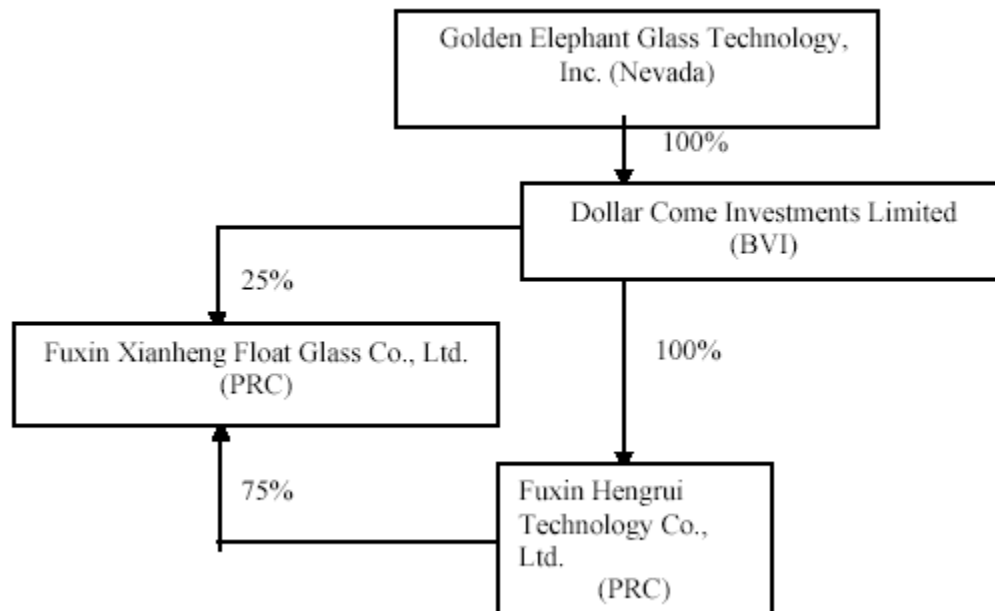 Golden Elephant Glass Technology,
Inc. (Nevada)
100%
Dollar Come Investments Limited
(BVI)
25%
Fuxin Xianheng Float Glass Co., Ltd.
(PRC)
100%
75%
Fuxin Hengrui
Technology Co.,
Ltd.
(PRC)